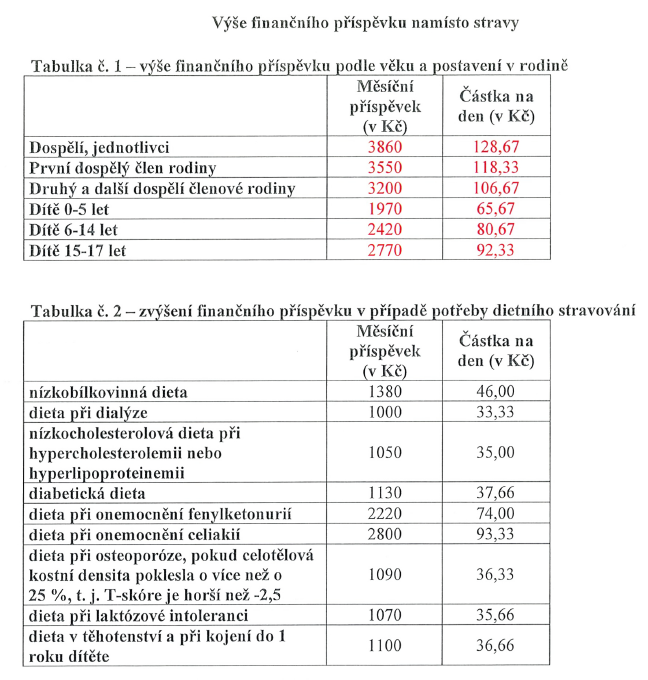 Výše finančního příspěvku namísto stravy
Tabulka č. 1 – výše finančního příspěvku podle věku a postavení v rodině
Měsíční příspěvek (v Kč) Částka na den (v Kč)
Dospělí, jednotlivci 3860 128,67
První dospělý člen rodiny 3550 118,33
Druhý a další dospělí členové rodiny 3200 106,67
Dítě 0-5 let 1970 65,67
Dítě 6-14 let 2420 80,67
Dítě 15-17 let 2770 92,33
Tabulka č. 2 – zvýšení finančního příspěvku v případě potřeby dietního stravování
Měsíční příspěvek (v Kč) Částka na den (v Kč)
nízkobílkovinná dieta 1380 46,00
dieta při dialýze 1000 33,33
nízkocholesterolová dieta při
hypercholesterolemii nebo 1050 35,00
hyperlipoproteinemii
diabetická dieta 1130 37,66
dieta při onemocnění fenylketonurií 2220 74,00
dieta při onemocnění celiakií 2800 93,33
dieta při osteoporóze, pokud celotělová
kostní densita poklesla o více než o 1090 36,33
25 %, t. j. T-skóre je horší než -2,5
dieta při laktózové intoleranci 1070 35,66
dieta v těhotenství a při kojení do 1 1100 36,66
roku dítěte